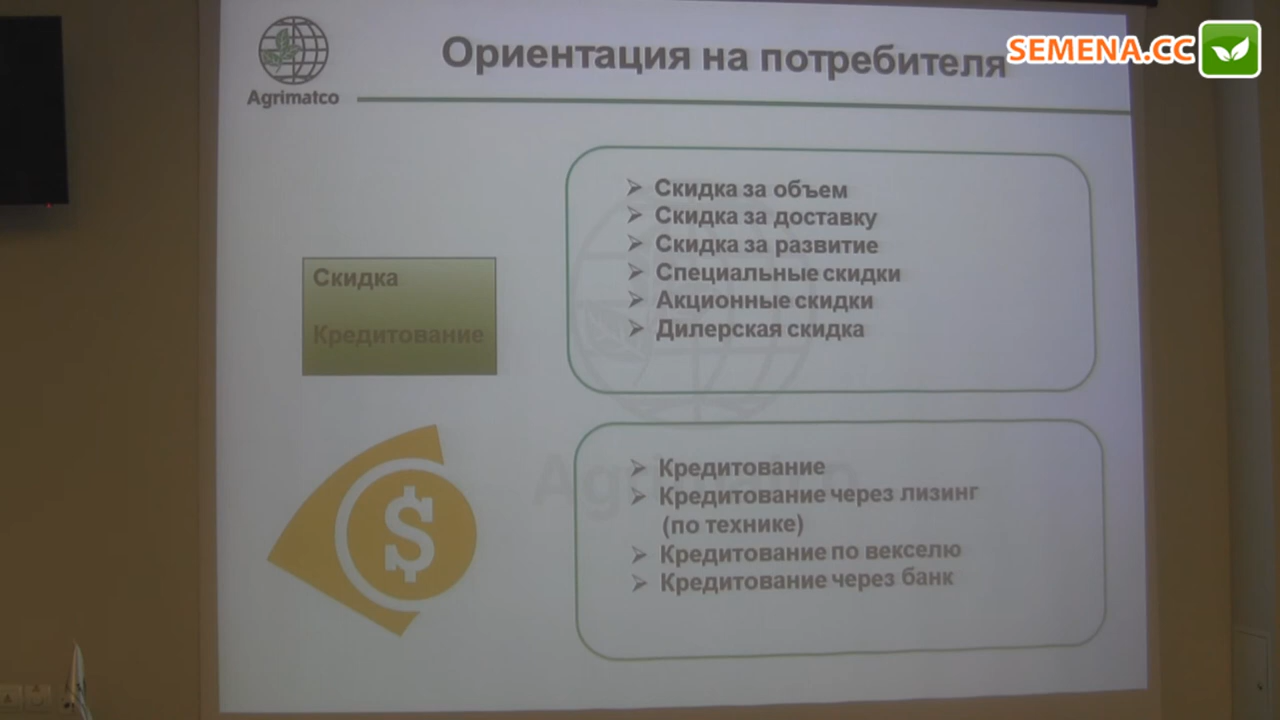 Ориентация на потребителя
SEMENA.CC
Agrimatco
Скидка за объем
Скидка за доставку
Скидка за развитие
Специальные скидки
Акционные скидки
Дилерская скидка
Скидка
Кредитование
Agrimatco
$
Кредитование
Кредитование через лизинг
(по технике)
Кредитование по векселю
Кредитование через банк